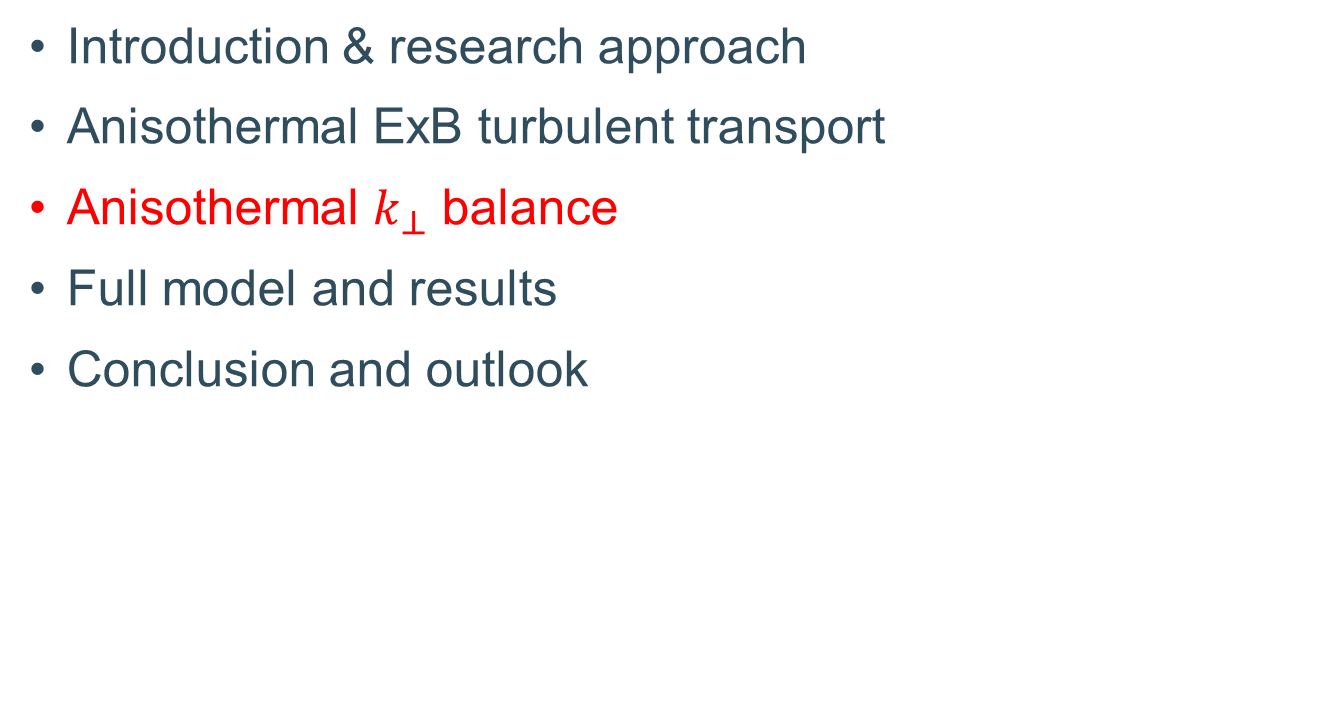 • Introduction & research approach
• Anisothermal ExB turbulent transport
• Anisothermal k⊥ balance
• Full model and results
• Conclusion and outlook